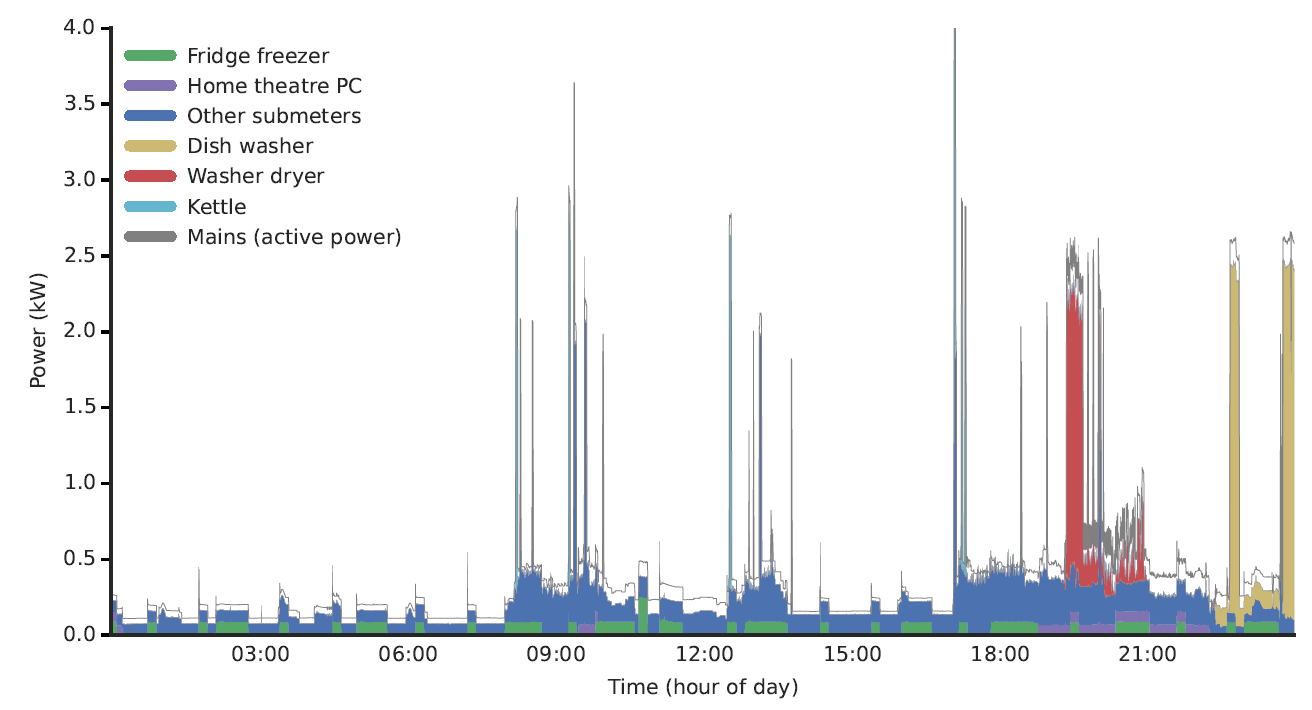 4.0
3.5
3.0
2.5
2.0
1.5
1.0
0.5
0.0
Power (kW)
Fridge freezer
Home theatre PC
Other submeters
Dish washer
Washer dryer
Kettle
Mains (active power)
03:00 06:00 09:00 12:00 15:00 18:00 21:00
Time (hour of day)